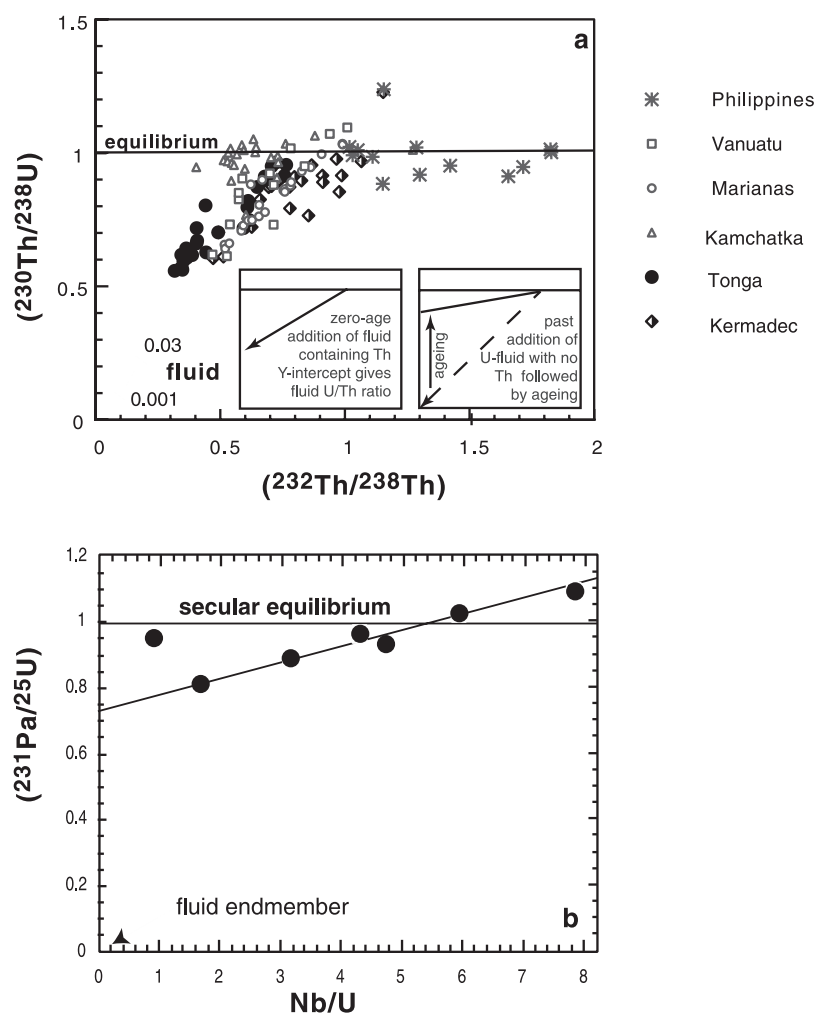 1.5
a
Philippines
Vanuatu
Marianas
Kamchatka
Tonga
Kermadec
equilibrium
1
(230Th/238U)
0.5
zero-age
addition of fluid
containing Th
Y-intercept gives
fluid U/Th ratio
ageing
past
addition of
U-fluid with no
Th followed
by ageing
0.03
fluid
0.001
0
0 0.5 1 1.5 2
(232Th/238Th)
1,2
secular equilibrium
1
0.8
(231Pa/25U)
0.6
0.4
0.2
fluid endmember
b
0
0 1 2 3 4 5 6 7 8
Nb/U